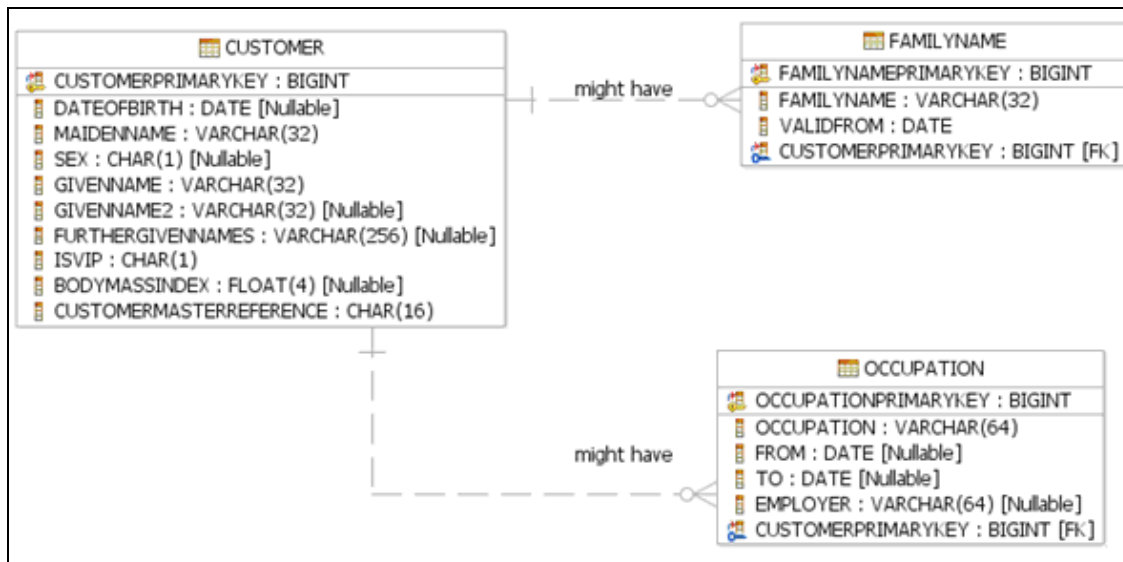 CUSTOMER
CUSTOMERPRIMARYKEY : BIGINT
DATEOFBIRTH : DATE [Nullable]
MAIDENNAME : VARCHAR(32)
SEX : CHAR(1) [Nullable]
GIVENNAME : VARCHAR(32)
GIVENNAME2 : VARCHAR(32) [Nullable]
FURTHERGIVENNAMES : VARCHAR(256) [Nullable]
ISVIP : CHAR(1)
BODYMASSINDEX : FLOAT(4) [Nullable]
CUSTOMERMASTERREFERENCE : CHAR(16)
might have
FAMILYNAME
FAMILYNAMEPRIMARYKEY : BIGINT
FAMILYNAME : VARCHAR(32)
VALIDFROM : DATE
CUSTOMERPRIMARYKEY : BIGINT [FK]
might have
OCCUPATION
OCCUPATIONPRIMARYKEY : BIGINT
OCCUPATION : VARCHAR(64)
FROM : DATE [Nullable]
TO : DATE [Nullable]
EMPLOYER : VARCHAR(64) [Nullable]
CUSTOMERPRIMARYKEY : BIGINT [FK]